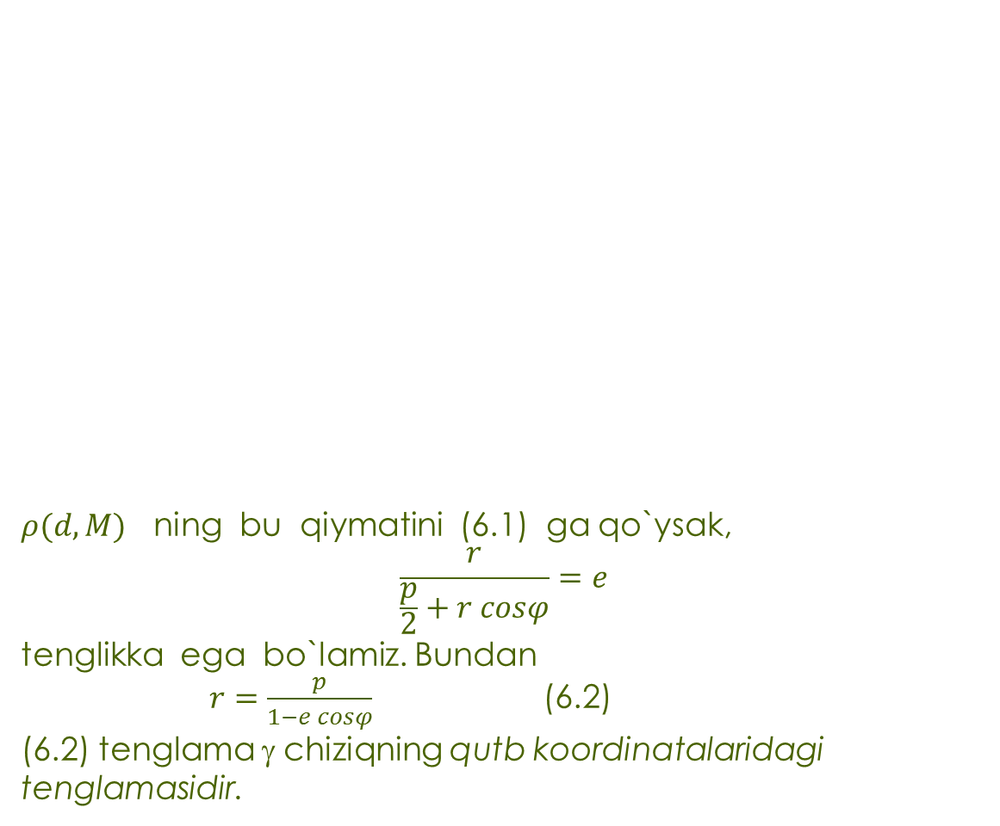 ρ(d, M) ning bu qiymatini (6.1) ga qo`ysak,
r / (p/2 + r cosφ) = e
tenglikka ega bo`lamiz. Bundan
r = p / (1−e cosφ) (6.2)
(6.2) tenglama γ chiziqning qutb koordinatalaridagi
tenglamasidir.